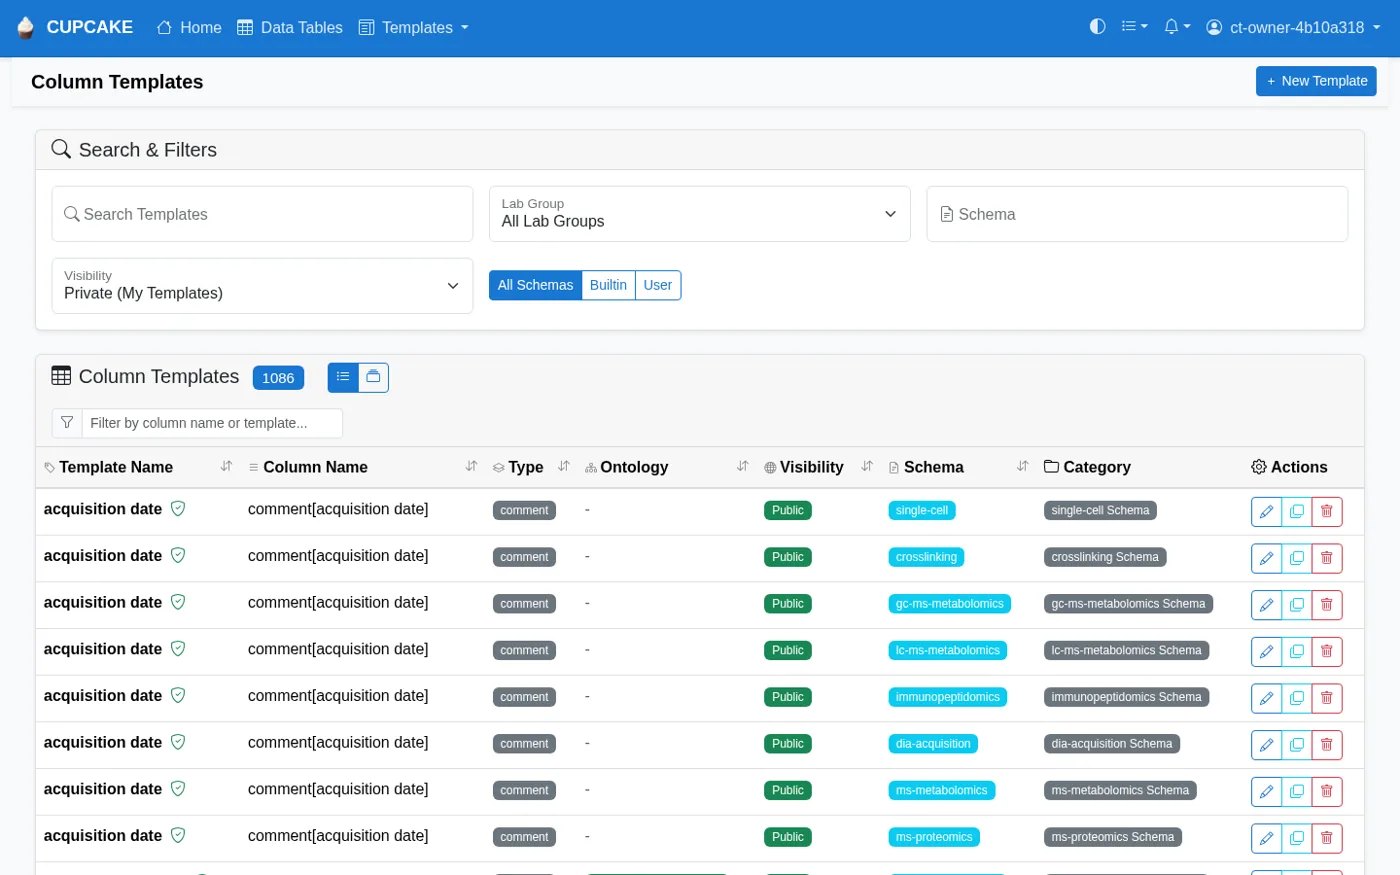 CUPCAKE Home Data Tables Templates ct-owner-4b10a318
Column Templates
+ New Template
Search & Filters
Search Templates
Lab Group
All Lab Groups
Schema
Visibility
Private (My Templates)
All Schemas Builtin User
Column Templates 1086
Filter by column name or template...
Template Name Column Name Type Ontology Visibility Schema Category Actions
acquisition date comment[acquisition date] comment - Public single-cell single-cell Schema
acquisition date comment[acquisition date] comment - Public crosslinking crosslinking Schema
acquisition date comment[acquisition date] comment - Public gc-ms-metabolomics gc-ms-metabolomics Schema
acquisition date comment[acquisition date] comment - Public lc-ms-metabolomics lc-ms-metabolomics Schema
acquisition date comment[acquisition date] comment - Public immunopeptidomics immunopeptidomics Schema
acquisition date comment[acquisition date] comment - Public dia-acquisition dia-acquisition Schema
acquisition date comment[acquisition date] comment - Public ms-metabolomics ms-metabolomics Schema
acquisition date comment[acquisition date] comment - Public ms-proteomics ms-proteomics Schema